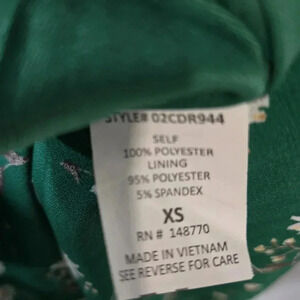 STYLE# 02CDR944
SELF
100% POLYESTER
LINING
95% POLYESTER
5% SPANDEX
XS
RN# 148770
MADE IN VIETNAM
SEE REVERSE FOR CARE